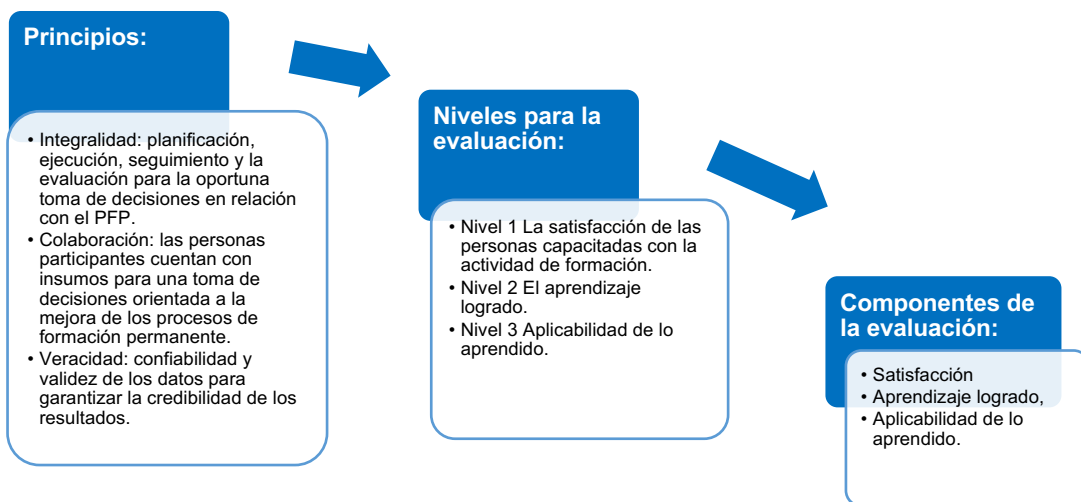 Principios:
• Integralidad: planificación,
ejecución, seguimiento y la
evaluación para la oportuna
toma de decisiones en relación
con el PFP.
• Colaboración: las personas
participantes cuentan con
insumos para una toma de
decisiones orientada a la
mejora de los procesos de
formación permanente.
• Veracidad: confiabilidad y
validez de los datos para
garantizar la credibilidad de los
resultados.
Niveles para la
evaluación:
• Nivel 1 La satisfacción de las
personas capacitadas con la
actividad de formación.
• Nivel 2 El aprendizaje
logrado.
• Nivel 3 Aplicabilidad de lo
aprendido.
Componentes de
la evaluación:
• Satisfacción
• Aprendizaje logrado,
• Aplicabilidad de lo
aprendido.